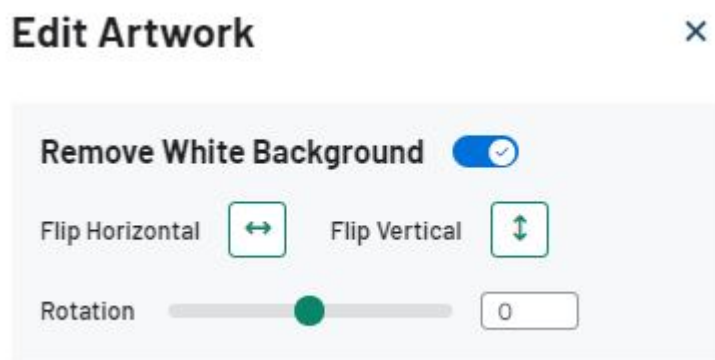 Edit Artwork
Remove White Background
Flip Horizontal Flip Vertical
Rotation 0